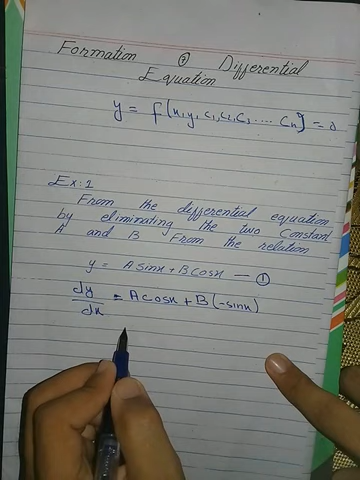 Formation of Differential
Equation
y = f(x,y,c₁,c₂,c₃ .... cₙ) = 0
Ex:1
From the differential equation
by eliminating the two Constant
A and B From the relation
y = A sinx + B cosx — ①
dy/dx = A cosx + B(-sinx)